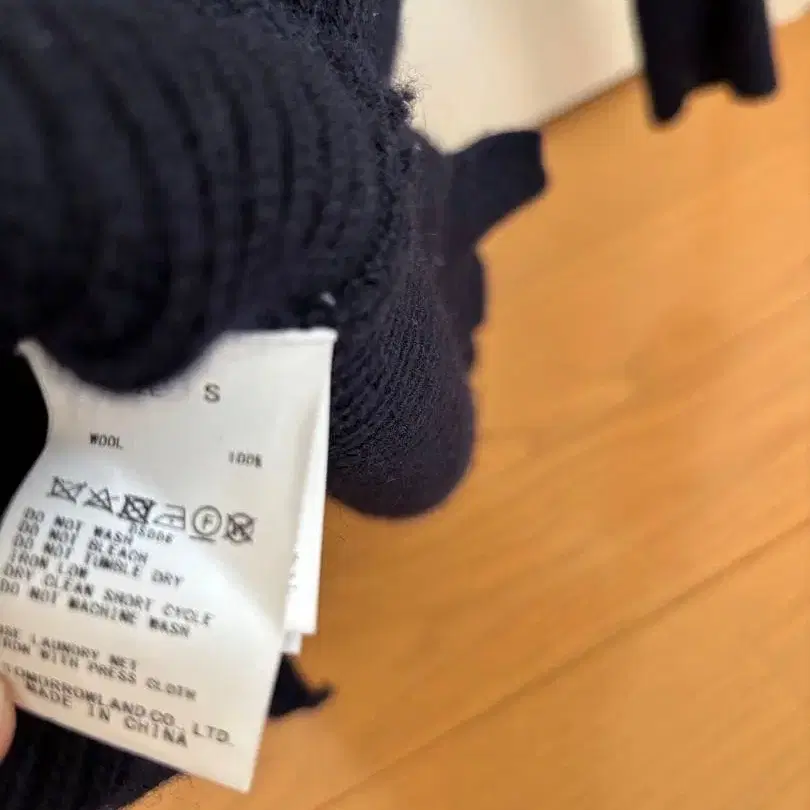 S
WOOL 100%
F
DS006
DO NOT WASH
DO NOT BLEACH
DO NOT TUMBLE DRY
IRON LOW
DRY CLEAN SHORT CYCLE
DO NOT MACHINE WASH
LAUNDRY NET
WITH PRESS CLOTH
TOMORROWLAND CO., LTD.
MADE IN CHINA